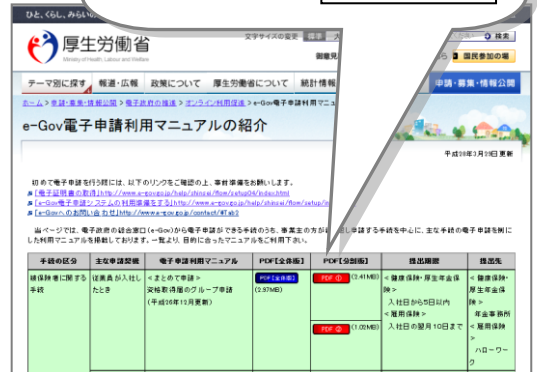 ひと、くらし、みらい
文字サイズの変更 標準
検索
厚生労働省
Ministry of Health, Labour and Welfare
御意見
国民参加の場
テーマ別に探す 報道・広報 政策について 厚生労働省について 統計情報 申請・募集・情報公開
ホーム > 申請・募集・情報公開 > 電子政府の推進 > オンライン利用促進 > e-Gov電子申請利用マニュ
e-Gov電子申請利用マニュアルの紹介
平成28年3月29日更新
初めて電子申請を行う際には、以下のリンクをご確認の上、事前準備をお願いします。
[電子証明書の取得]http://www.e-gov.go.jp/help/shinsei/flow/setup04/index.html
[e-Gov電子申請システムの利用準備をする]http://www.e-gov.go.jp/help/shinsei/flow/setup/in
[e-Govへのお問い合わせ]http://www.e-gov.go.jp/contact/#Tab2
当ページでは、電子政府の総合窓口(e-Gov)から電子申請ができる手続のうち、事業主の方が 申請する手続を中心に、主な手続の電子申請を例に
した利用マニュアルを掲載しております。一覧より、目的に合ったマニュアルをご利用下さい。
手続の区分 主な申請契機 電子申請利用マニュアル PDF[全体版] PDF[分割版] 提出期限 提出先
被保険者に関する手続 従業員が入社したとき <まとめて申請>
資格取得届のグループ申請
(平成26年12月更新)
PDF[全体版]
(2.97MB)
PDF ① (2.41MB)
PDF ② (1.02MB)
<健康保険・厚生年金保険>
入社日から5日以内
<雇用保険>
入社日の翌月10日まで
<健康保険・厚生年金保険>
年金事務所
<雇用保険>
ハローワーク